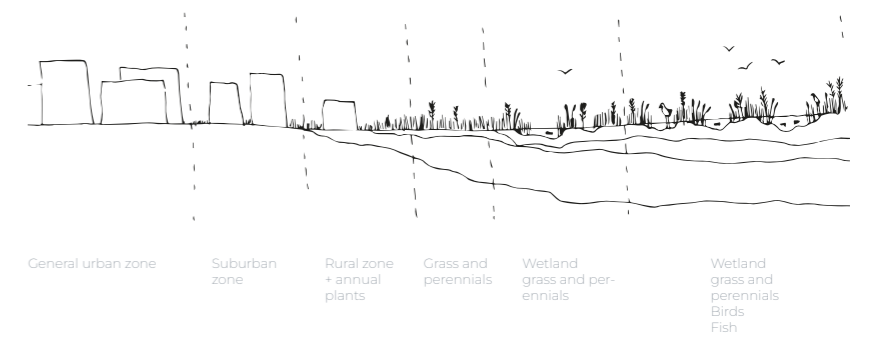 General urban zone
Suburban
zone
Rural zone
+ annual
plants
Grass and
perennials
Wetland
grass and per-
ennials
Wetland
grass and
perennials
Birds
Fish